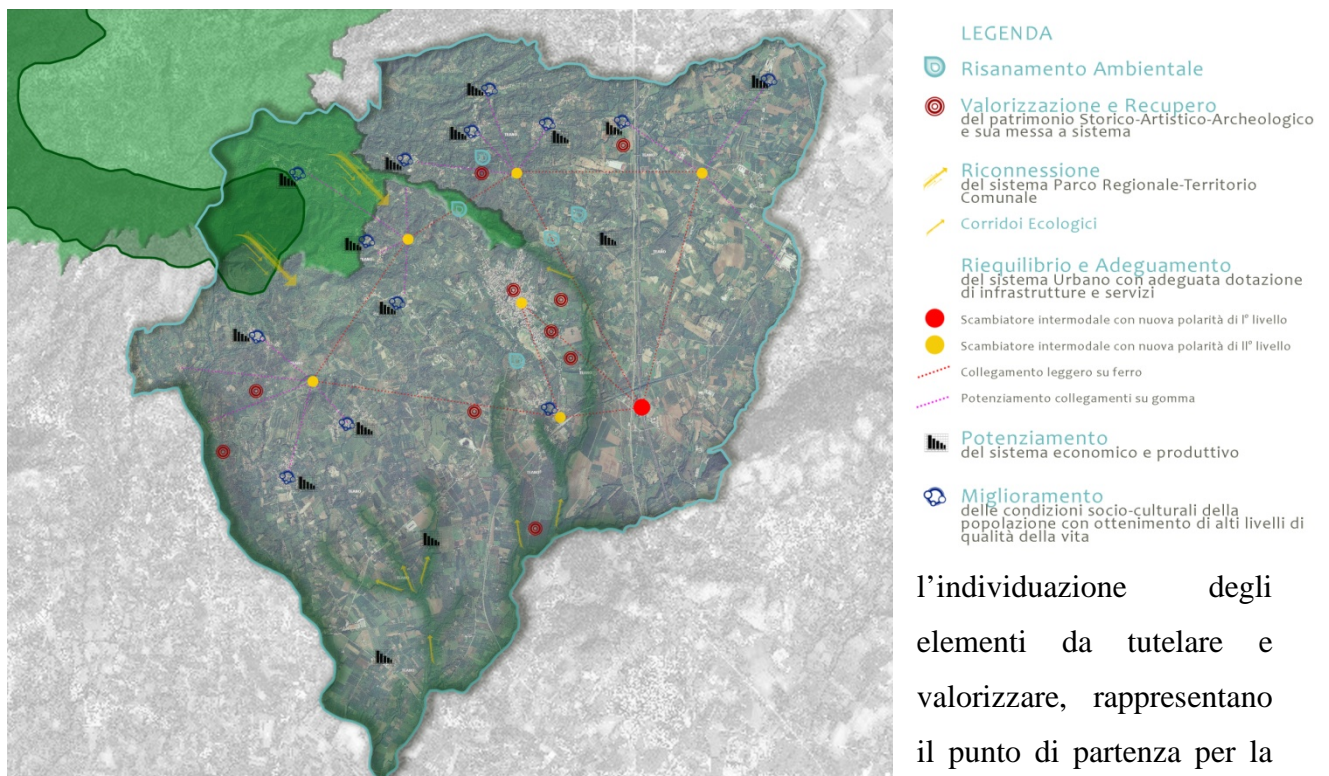 LEGENDA
Risanamento Ambientale
Valorizzazione e Recupero
del patrimonio Storico-Artistico-Archeologico
e sua messa a sistema
Riconnessione
del sistema Parco Regionale-Territorio
Comunale
Corridoi Ecologici
Riequilibrio e Adeguamento
del sistema Urbano con adeguata dotazione
di infrastrutture e servizi
Scambiatore intermodale con nuova polarità di I° livello
Scambiatore intermodale con nuova polarità di II° livello
Collegamento leggero su ferro
Potenziamento collegamenti su gomma
Potenziamento
del sistema economico e produttivo
Miglioramento
delle condizioni socio-culturali della
popolazione con ottenimento di alti livelli di
qualità della vita
l'individuazione degli
elementi da tutelare e
valorizzare, rappresentano
il punto di partenza per la